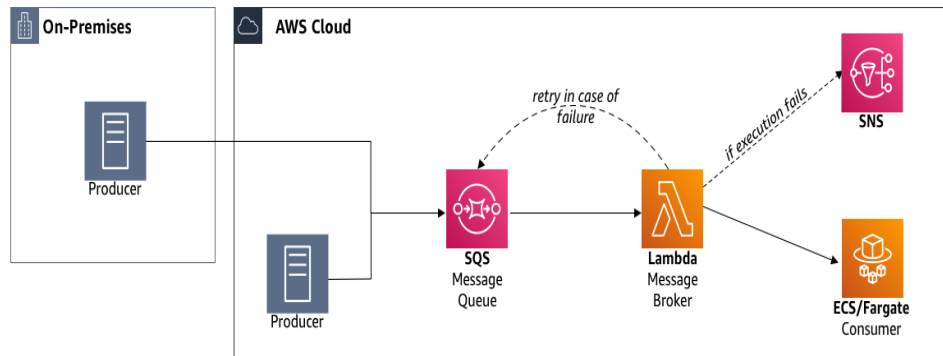 On-Premises
AWS Cloud
Producer
Producer
retry in case of
failure
if execution fails
SNS
SQS
Message
Queue
Lambda
Message
Broker
ECS/Fargate
Consumer